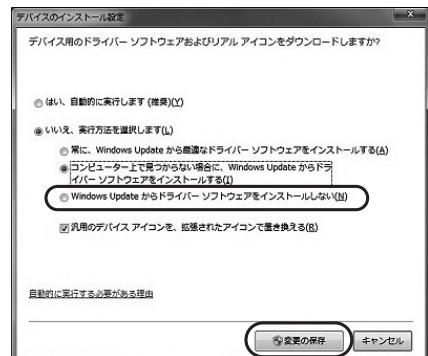 デバイスのインストール設定
デバイス用のドライバー ソフトウェアおよびリアル アイコンをダウンロードしますか?
はい、自動的に実行します (推奨)(Y)
いいえ、実行方法を選択します(L)
常に、Windows Update から最適なドライバー ソフトウェアをインストールする(A)
コンピューター上で見つからない場合に、Windows Update からドラ
イバー ソフトウェアをインストールする(I)
Windows Update からドライバー ソフトウェアをインストールしない(N)
汎用のデバイス アイコンを、拡張されたアイコンで置き換える(R)
自動的に実行する必要がある理由
変更の保存
キャンセル